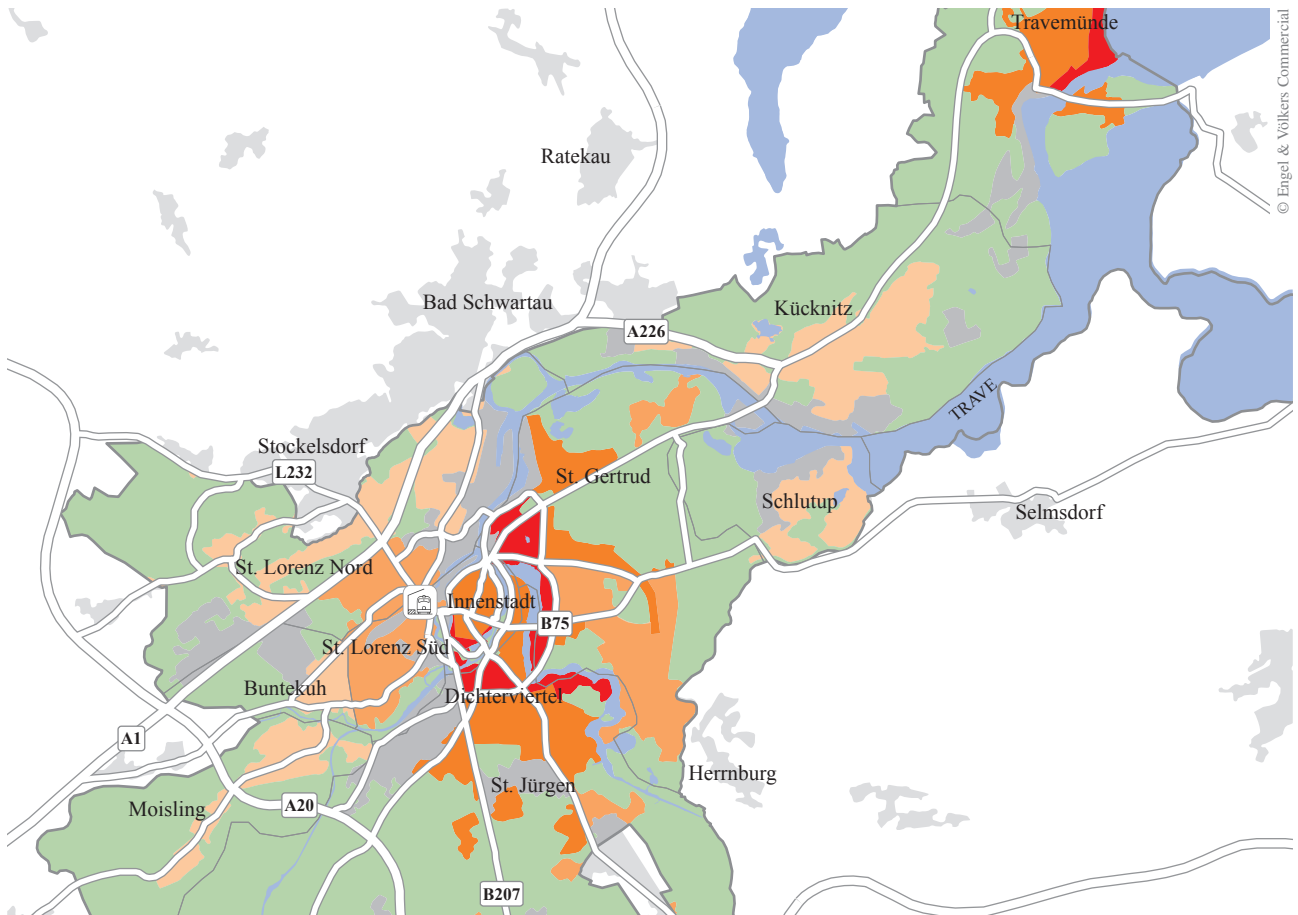 Travemünde
© Engel & Völkers Commercial
Ratekau
Bad Schwartau
Kücknitz
A226
TRAVE
Stockelsdorf
L232
St. Gertrud
Schlutup
Selmsdorf
St. Lorenz Nord
Innenstadt
B75
St. Lorenz Süd
Buntekuh
Dichterviertel
A1
Herrnburg
St. Jürgen
Moisling
A20
B207